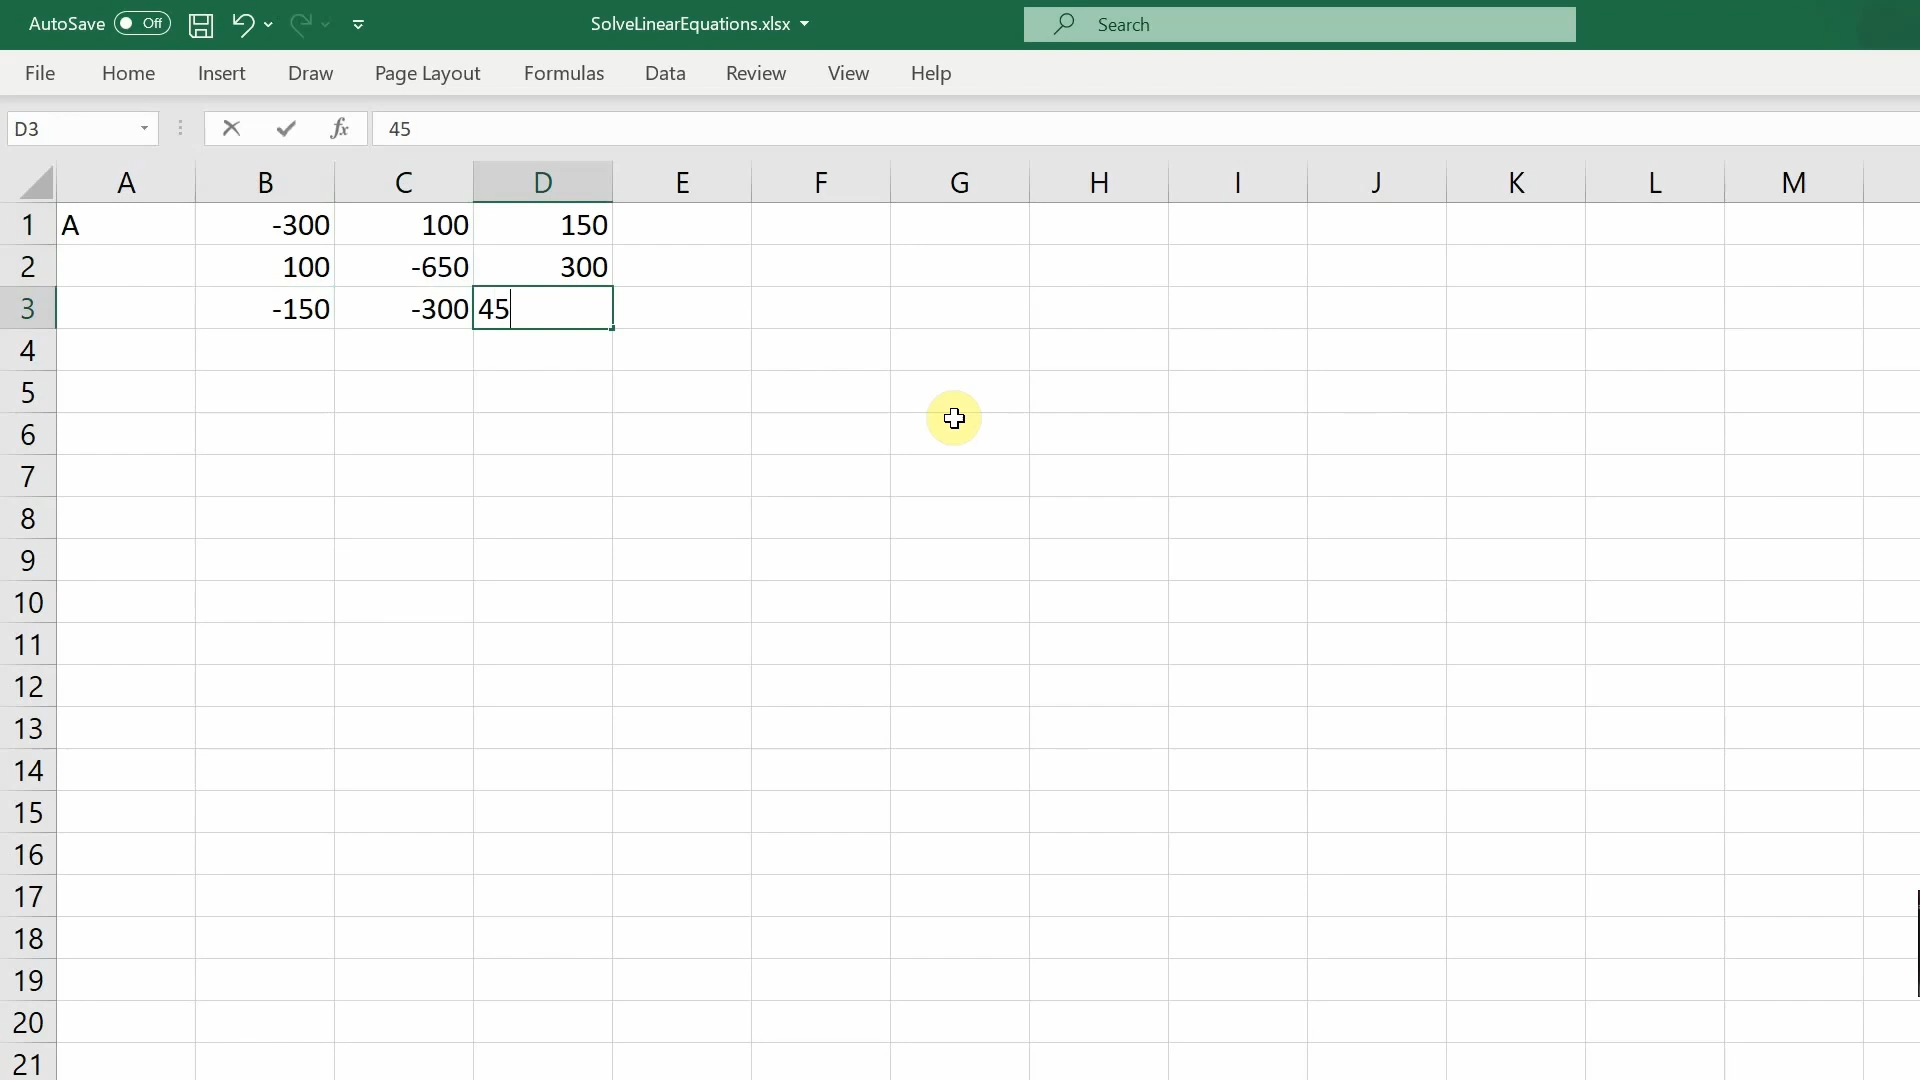 AutoSave Off SolveLinearEquations.xlsx Search
File Home Insert Draw Page Layout Formulas Data Review View Help
D3 fx 45
A B C D E F G H I J K L M
1 A -300 100 150
2 100 -650 300
3 -150 -300 45
4
5
6
7
8
9
10
11
12
13
14
15
16
17
18
19
20
21